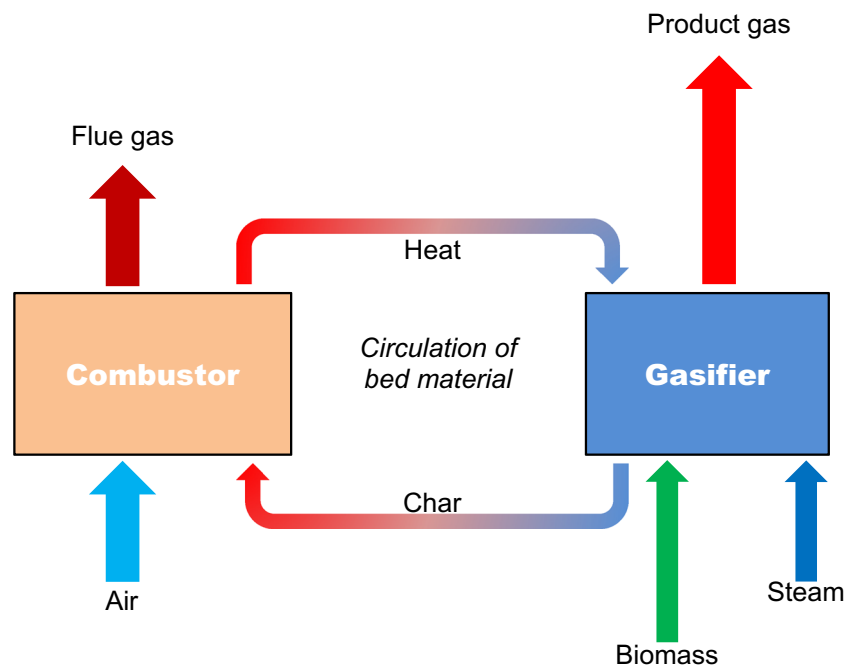 Product gas
Flue gas
Heat
Circulation of
bed material
Combustor
Gasifier
Char
Air
Steam
Biomass